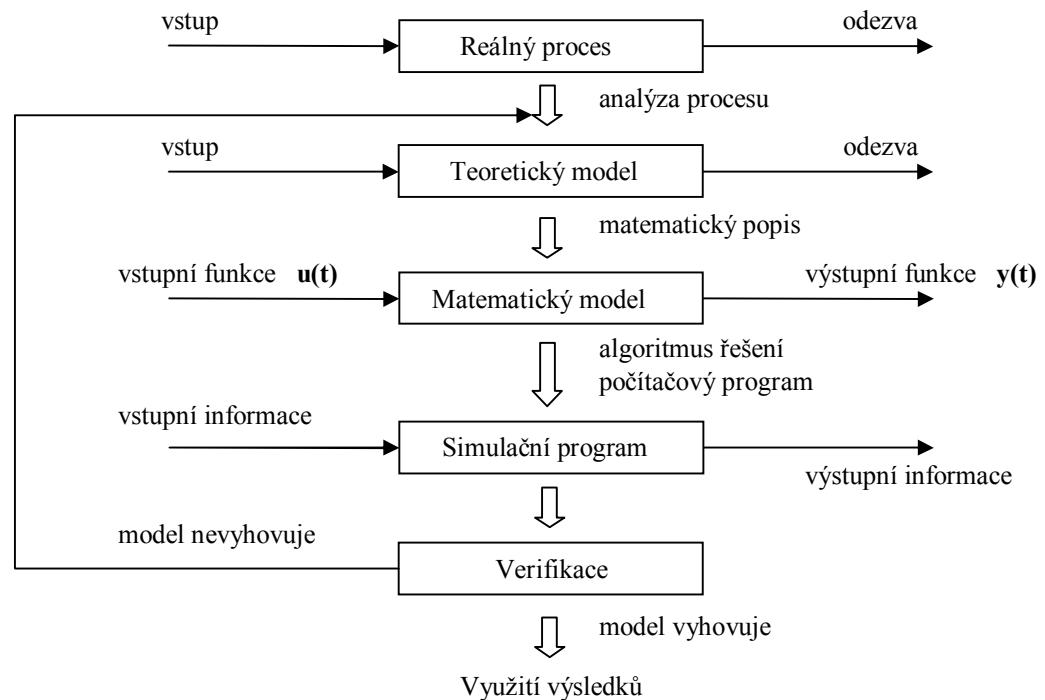 vstup
odezva
Reálný proces
analýza procesu
vstup
odezva
Teoretický model
matematický popis
vstupní funkce u(t)
výstupní funkce y(t)
Matematický model
algoritmus řešení
počítačový program
vstupní informace
Simulační program
výstupní informace
model nevyhovuje
Verifikace
model vyhovuje
Využití výsledků